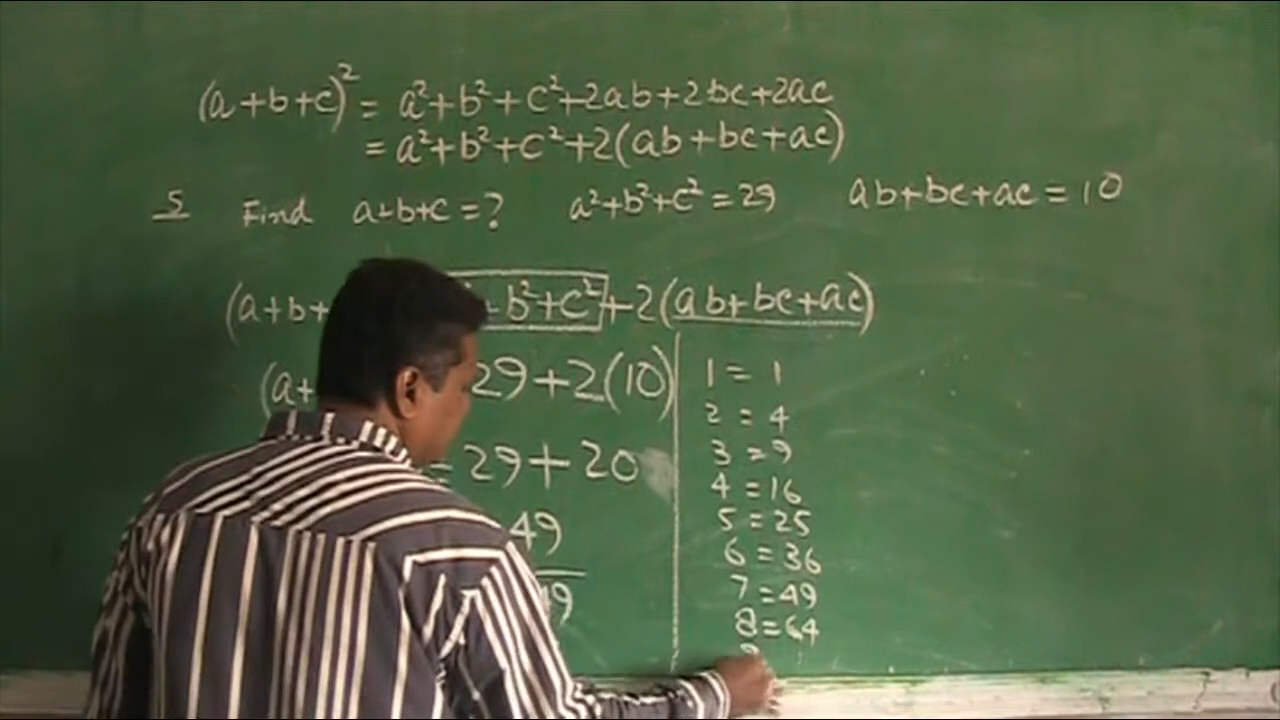 (a+b+c)² = a²+b²+c²+2ab+2bc+2ac
= a²+b²+c²+2(ab+bc+ac)
5 Find a+b+c=? a²+b²+c²=29 ab+bc+ac=10
(a+b+ +b²+c²+2(ab+bc+ac)
(a+ 29+2(10)
= 29+20
49
49
1 = 1
2 = 4
3 = 9
4 = 16
5 = 25
6 = 36
7 = 49
8 = 64